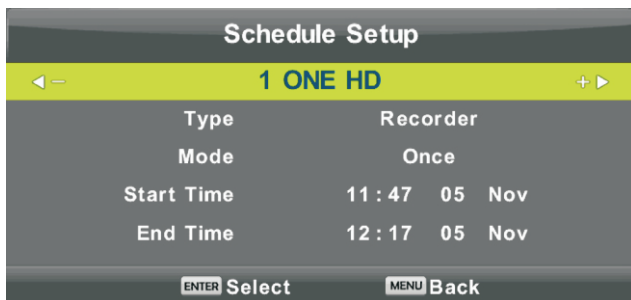 Schedule Setup
− 1 ONE HD +
Type Recorder
Mode Once
Start Time 11 : 47 05 Nov
End Time 12 : 17 05 Nov
ENTER Select MENU Back